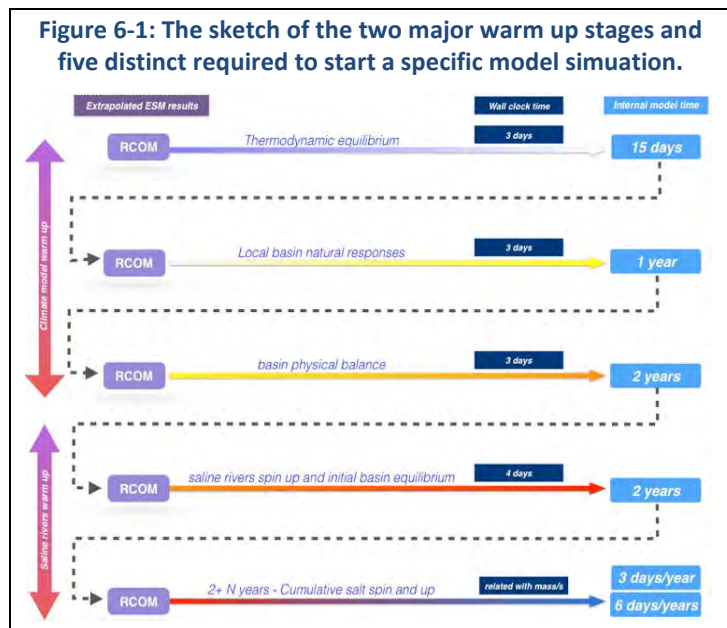 Figure 6-1: The sketch of the two major warm up stages and
five distinct required to start a specific model simuation.
Extrapolated ESM results
Wall clock time
Internal model time
RCOM
Thermodynamic equilibrium
3 days
15 days
Climate model warm up
RCOM
Local basin natural responses
3 days
1 year
RCOM
basin physical balance
3 days
2 years
Saline rivers warm up
RCOM
saline rivers spin up and initial basin equilibrium
4 days
2 years
RCOM
2+ N years - Cumulative salt spin and up
related with mass/s
3 days/year
6 days/years